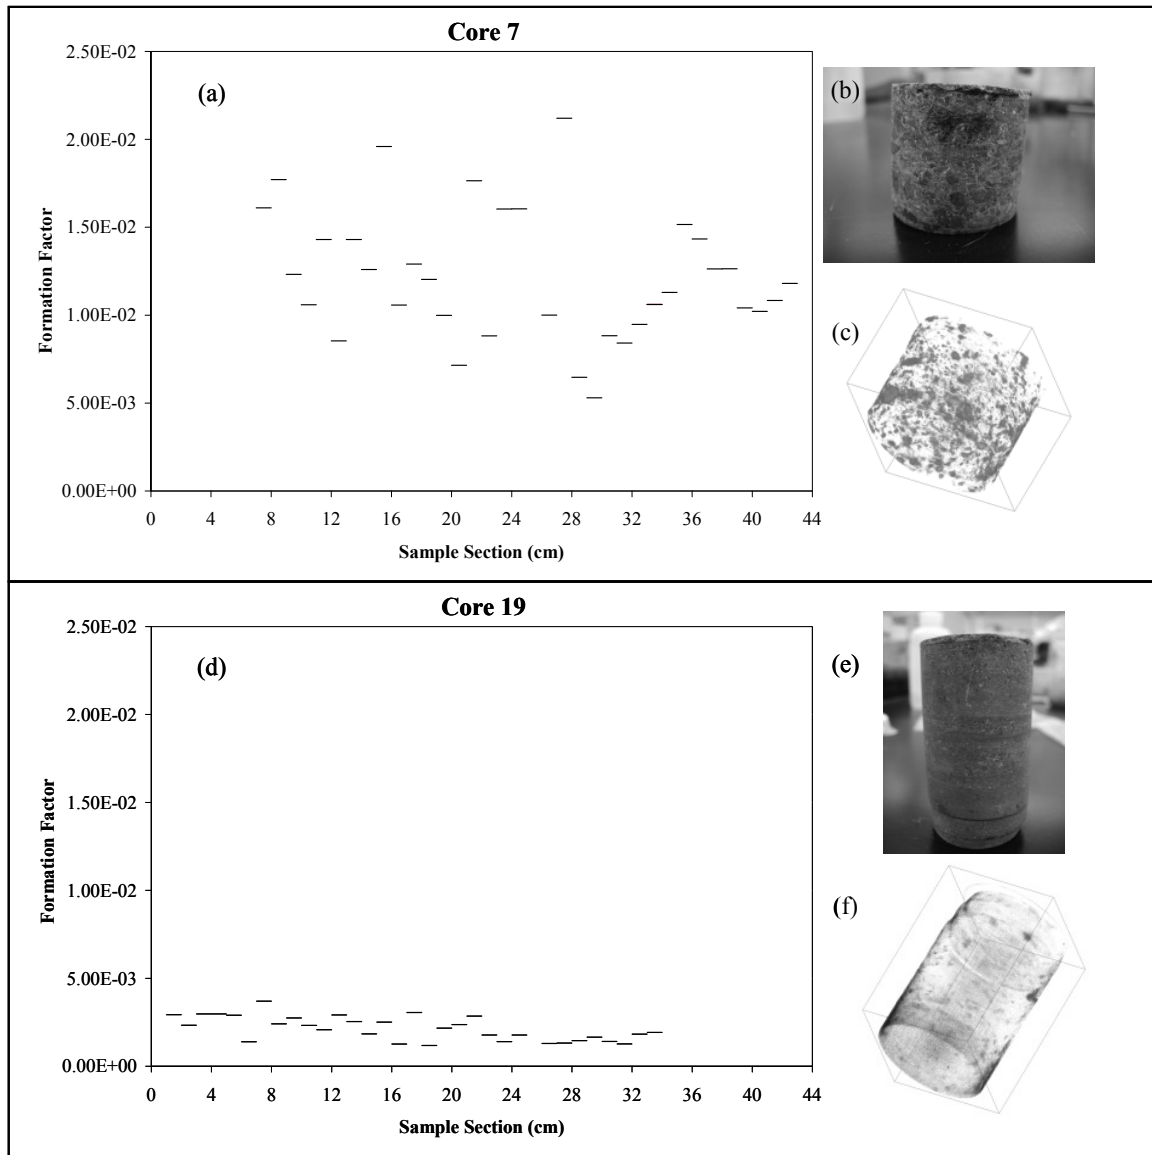 Core 7
2.50E-02
(a)
(b)
2.00E-02
1.50E-02
Formation Factor
(c)
1.00E-02
5.00E-03
0.00E+00
0 4 8 12 16 20 24 28 32 36 40 44
Sample Section (cm)
Core 19
2.50E-02
(d)
(e)
2.00E-02
1.50E-02
Formation Factor
(f)
1.00E-02
5.00E-03
0.00E+00
0 4 8 12 16 20 24 28 32 36 40 44
Sample Section (cm)